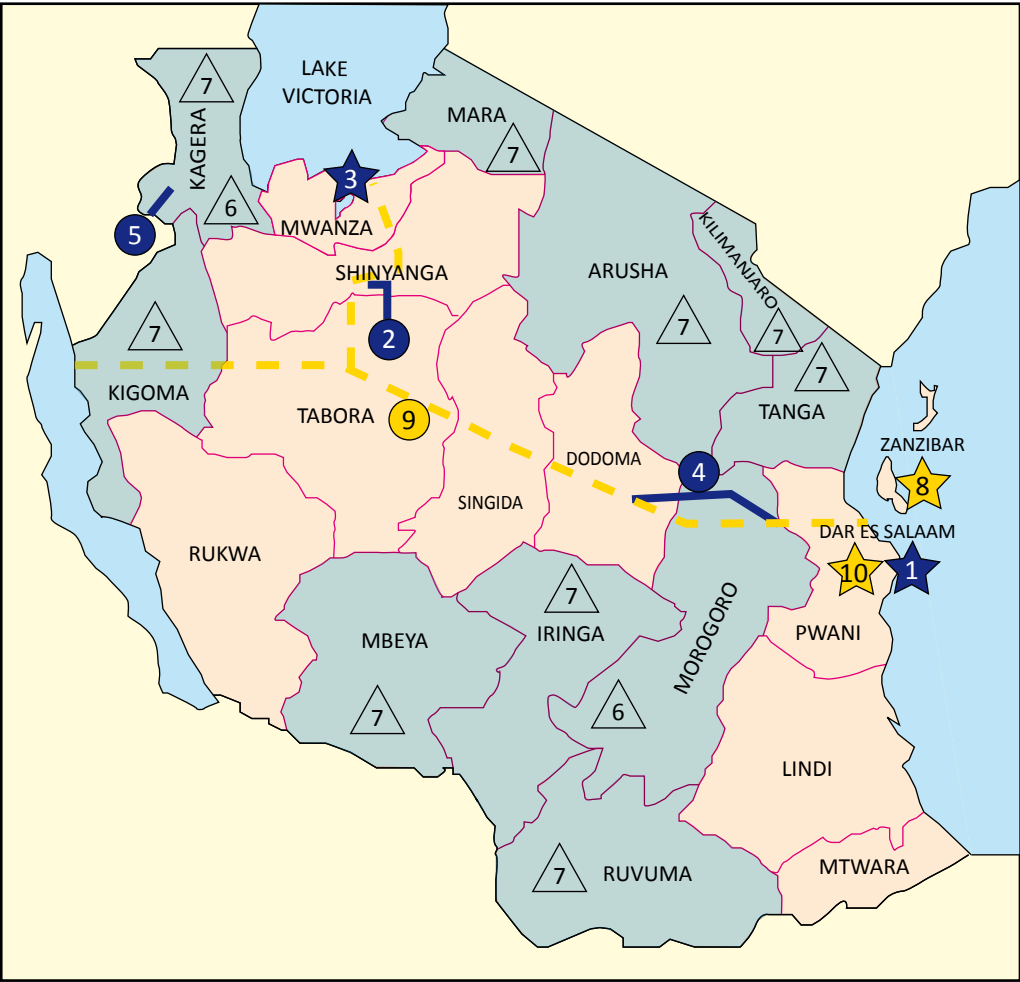 LAKE
VICTORIA
7
KAGERA
MARA
7
3
6
MWANZA
5
KILIMANJARO
SHINYANGA
ARUSHA
7
2
7
7
7
KIGOMA
TABORA
9
TANGA
DODOMA
ZANZIBAR
4
8
SINGIDA
DAR ES SALAAM
RUKWA
10
1
7
IRINGA
MOROGORO
PWANI
MBEYA
7
6
LINDI
7
RUVUMA
MTWARA